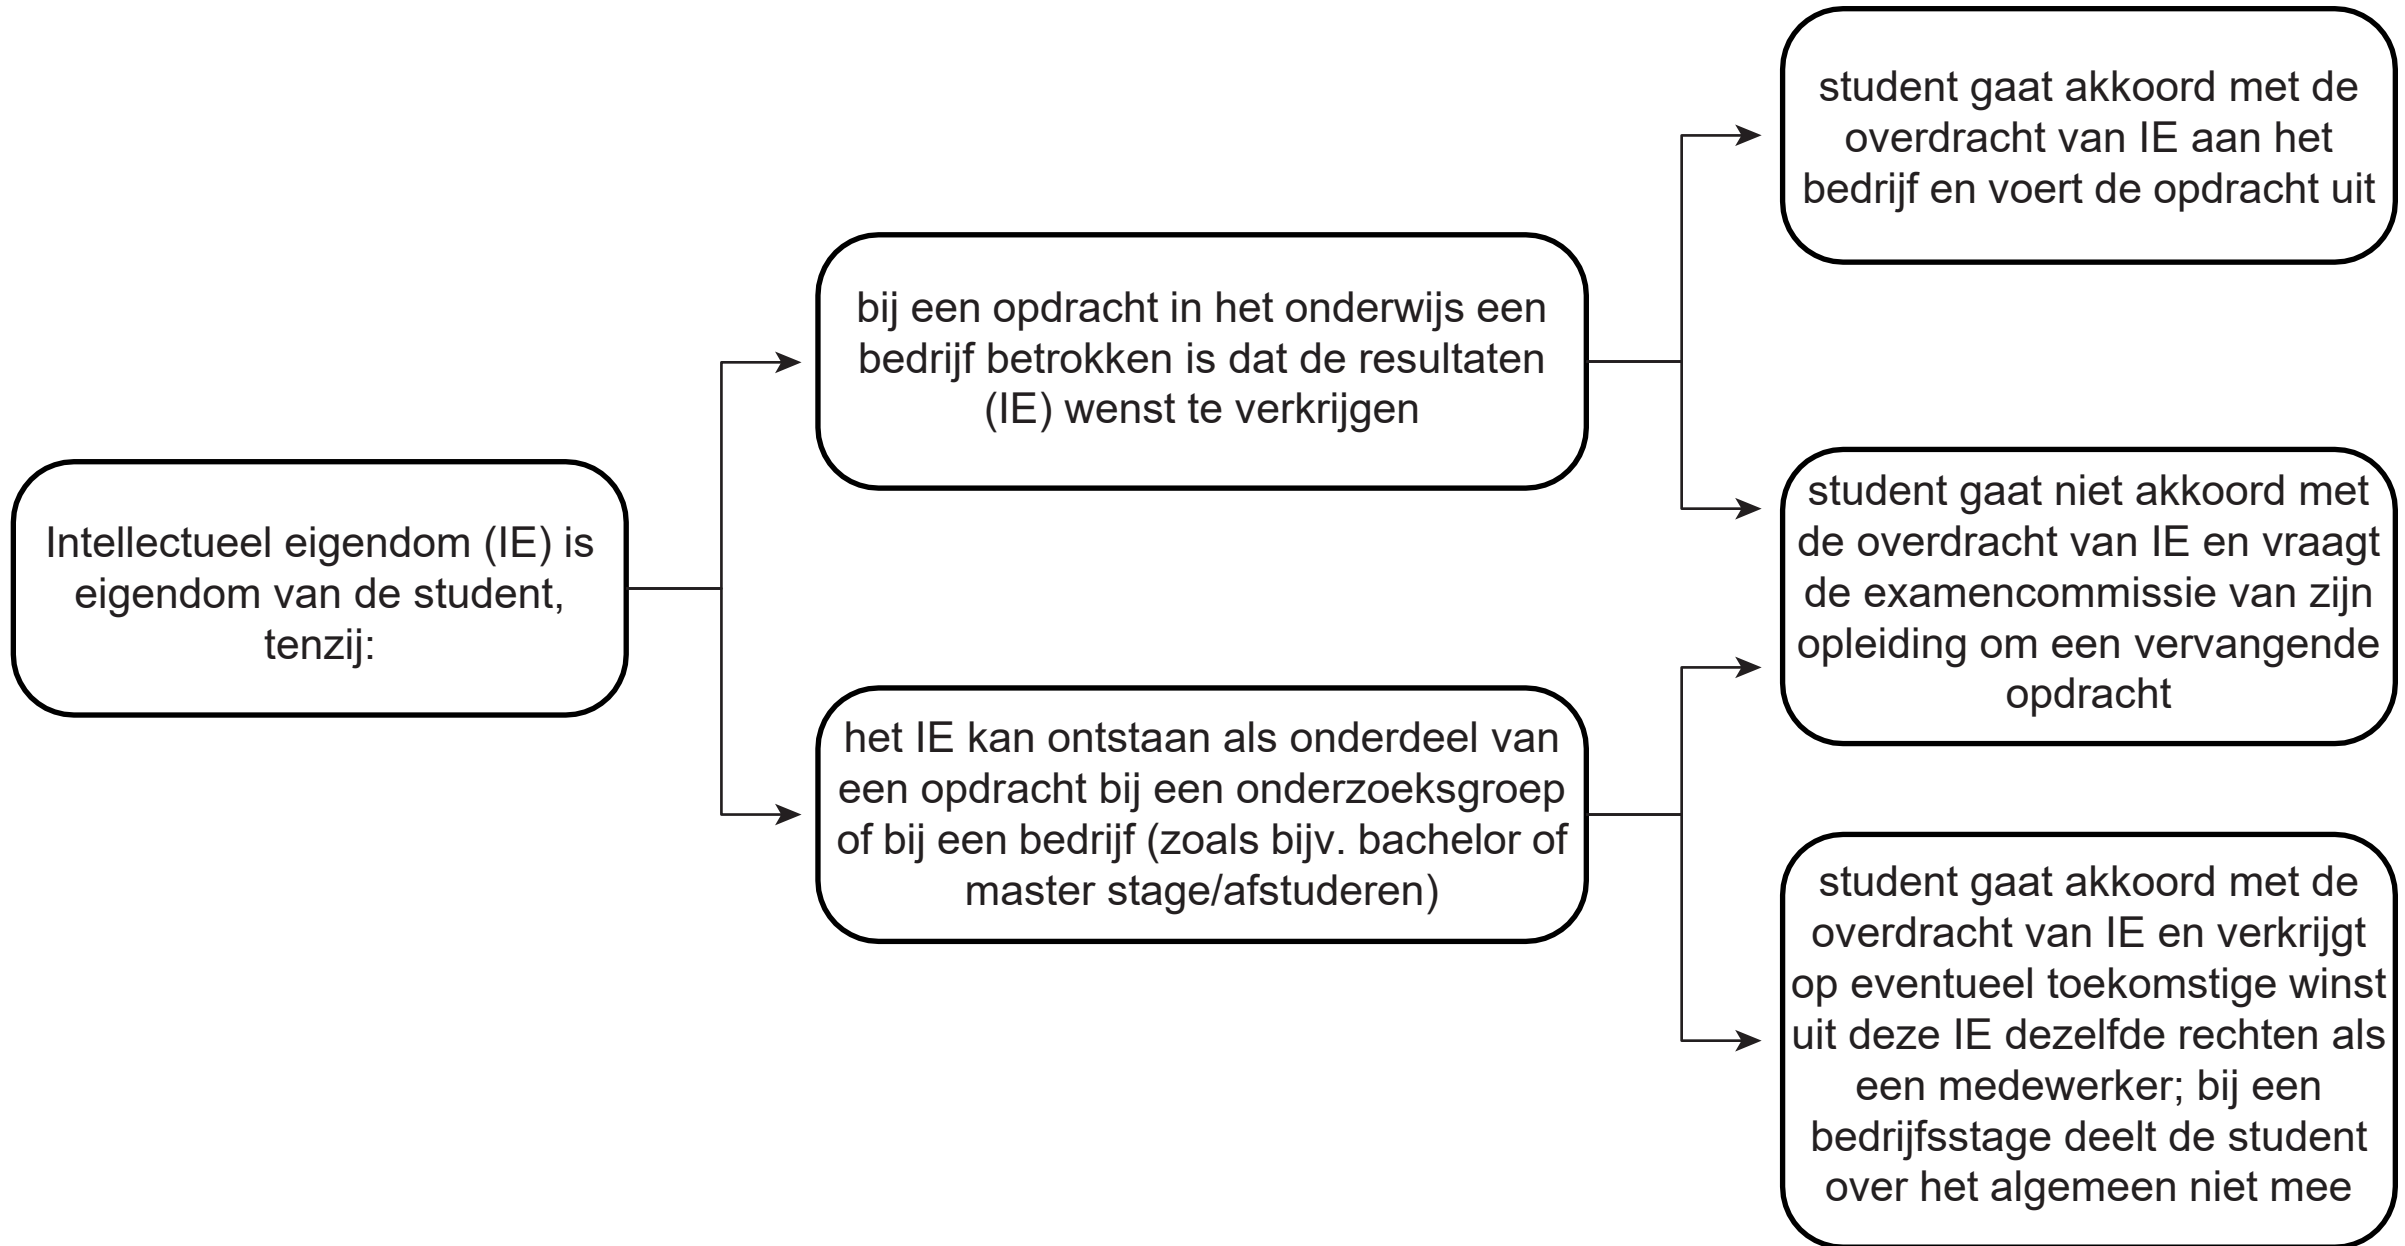 Intellectueel eigendom (IE) is
eigendom van de student,
tenzij:
bij een opdracht in het onderwijs een
bedrijf betrokken is dat de resultaten
(IE) wenst te verkrijgen
het IE kan ontstaan als onderdeel van
een opdracht bij een onderzoeksgroep
of bij een bedrijf (zoals bijv. bachelor of
master stage/afstuderen)
student gaat akkoord met de
overdracht van IE aan het
bedrijf en voert de opdracht uit
student gaat niet akkoord met
de overdracht van IE en vraagt
de examencommissie van zijn
opleiding om een vervangende
opdracht
student gaat akkoord met de
overdracht van IE en verkrijgt
op eventueel toekomstige winst
uit deze IE dezelfde rechten als
een medewerker; bij een
bedrijfsstage deelt de student
over het algemeen niet mee